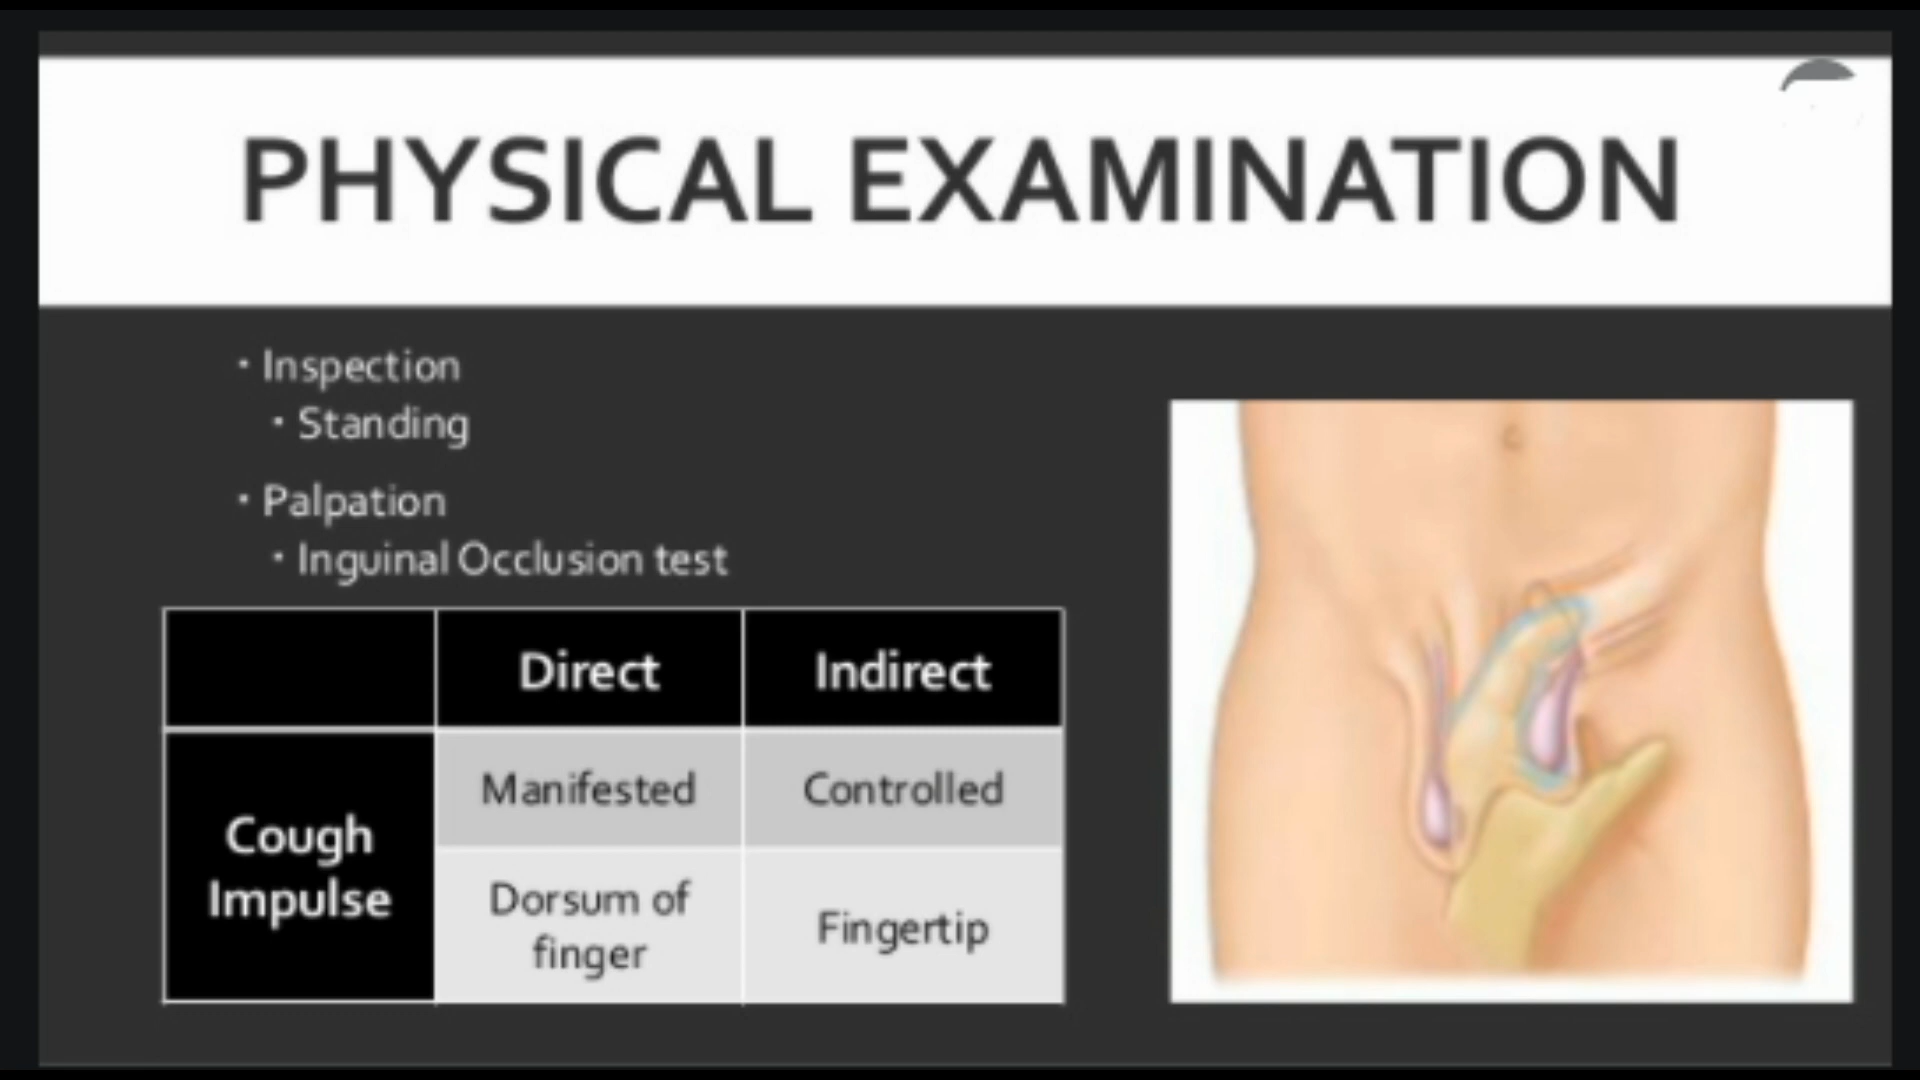 PHYSICAL EXAMINATION
· Inspection
· Standing
· Palpation
· Inguinal Occlusion test
Direct
Indirect
Cough
Impulse
Manifested
Controlled
Dorsum of
finger
Fingertip